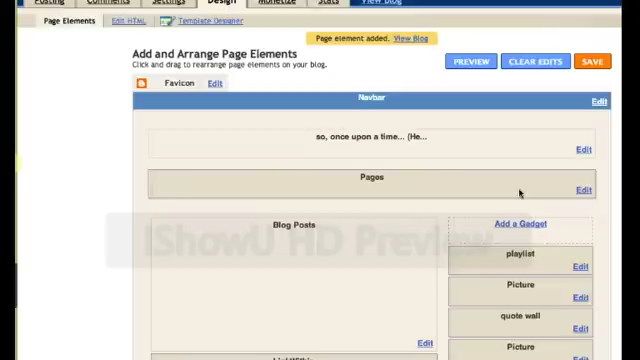 Posting Comments Settings Design Monetize Stats View Blog
Page Elements Edit HTML Template Designer
Page element added. View Blog
Add and Arrange Page Elements
Click and drag to rearrange page elements on your blog.
PREVIEW CLEAR EDITS SAVE
Favicon Edit
Navbar
Edit
so, once upon a time... (He...
Edit
Pages
Edit
Blog Posts
Add a Gadget
IShowU HD Preview
playlist
Edit
Picture
Edit
quote wall
Edit
Edit
Picture
LinkWithin